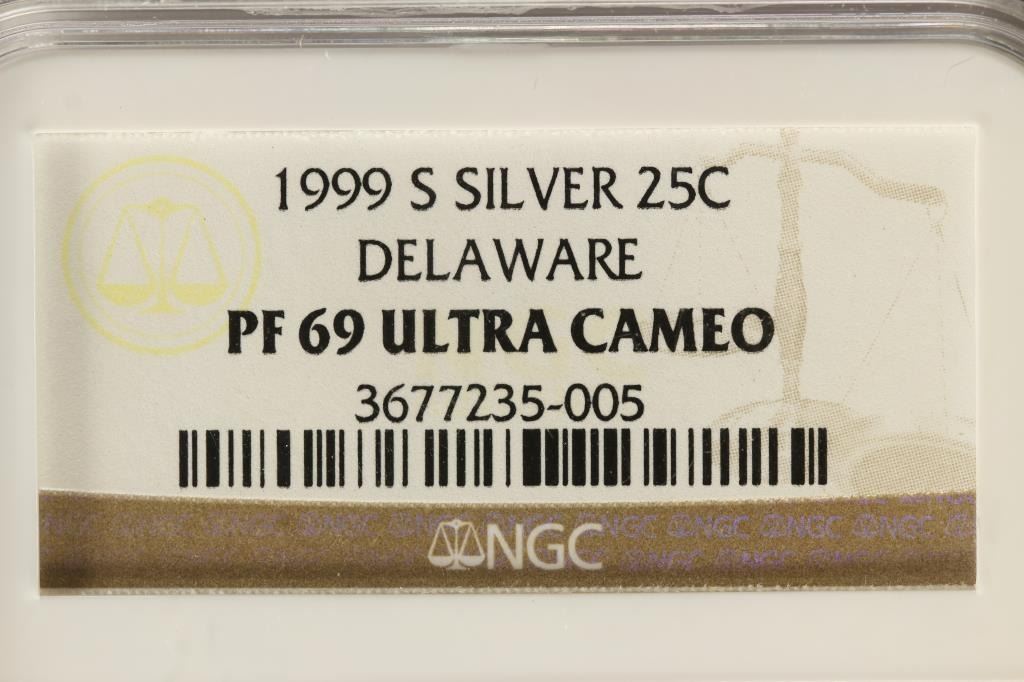 1999 S SILVER 25C
DELAWARE
PF 69 ULTRA CAMEO
3677235-005
NGC